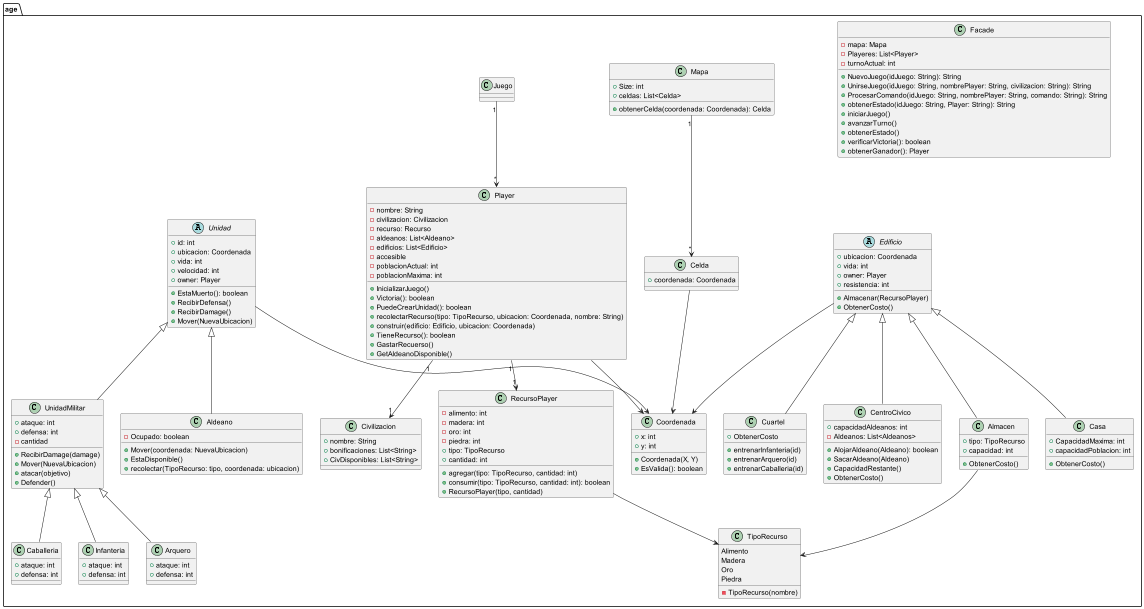 age
C Facade
mapa: Mapa
Playeres: List<Player>
turnoActual: int
NuevoJuego(idJuego: String): String
UnirseJuego(idJuego: String, nombrePlayer: String, civilizacion: String): String
ProcesarComando(idJuego: String, nombrePlayer: String, comando: String): String
obtenerEstado(idJuego: String, Player: String): String
iniciarJuego()
avanzarTurno()
obtenerEstado()
verificarVictoria(): boolean
obtenerGanador(): Player
C Juego
1
*
C Mapa
Size: int
celdas: List<Celda>
obtenerCelda(coordenada: Coordenada): Celda
1
*
C Player
nombre: String
civilizacion: Civilizacion
recurso: Recurso
aldeanos: List<Aldeano>
edificios: List<Edificio>
accesible
poblacionActual: int
poblacionMaxima: int
InicializarJuego()
Victoria(): boolean
PuedeCrearUnidad(): boolean
recolectarRecurso(tipo: TipoRecurso, ubicacion: Coordenada, nombre: String)
construir(edificio: Edificio, ubicacion: Coordenada)
TieneRecurso(): boolean
GastarRecuerso()
GetAldeanoDisponible()
1
1
1
1
A Unidad
id: int
ubicacion: Coordenada
vida: int
velocidad: int
owner: Player
EstaMuerto(): boolean
RecibirDefensa()
RecibirDamage()
Mover(NuevaUbicacion)
C Celda
coordenada: Coordenada
A Edificio
ubicacion: Coordenada
vida: int
owner: Player
resistencia: int
Almacenar(RecursoPlayer)
ObtenerCosto()
C UnidadMilitar
ataque: int
defensa: int
cantidad
RecibirDamage(damage)
Mover(NuevaUbicacion)
atacar(objetivo)
Defender()
C Aldeano
Ocupado: boolean
Mover(coordenada: NuevaUbicacion)
EstaDisponible()
recolectar(TipoRecurso: tipo, coordenada: ubicacion)
C Civilizacion
nombre: String
bonificaciones: List<String>
CivDisponibles: List<String>
C RecursoPlayer
alimento: int
madera: int
oro: int
piedra: int
tipo: TipoRecurso
cantidad: int
agregar(tipo: TipoRecurso, cantidad: int)
consumir(tipo: TipoRecurso, cantidad: int): boolean
RecursoPlayer(tipo, cantidad)
C Coordenada
x: int
y: int
Coordenada(X, Y)
EsValida(): boolean
C Cuartel
ObtenerCosto
entrenarInfanteria(id)
entrenarArquero(id)
entrenarCaballeria(id)
C CentroCivico
capacidadAldeanos: int
Aldeanos: List<Aldeano>
AlojarAldeano(Aldeano): boolean
SacarAldeano(Aldeano)
CapacidadRestante()
ObtenerCosto()
C Almacen
tipo: TipoRecurso
capacidad: int
ObtenerCosto()
C Casa
CapacidadMaxima: int
capacidadPoblacion: int
ObtenerCosto()
C Caballeria
ataque: int
defensa: int
C Infanteria
ataque: int
defensa: int
C Arquero
ataque: int
defensa: int
C TipoRecurso
Alimento
Madera
Oro
Piedra
TipoRecurso(nombre)